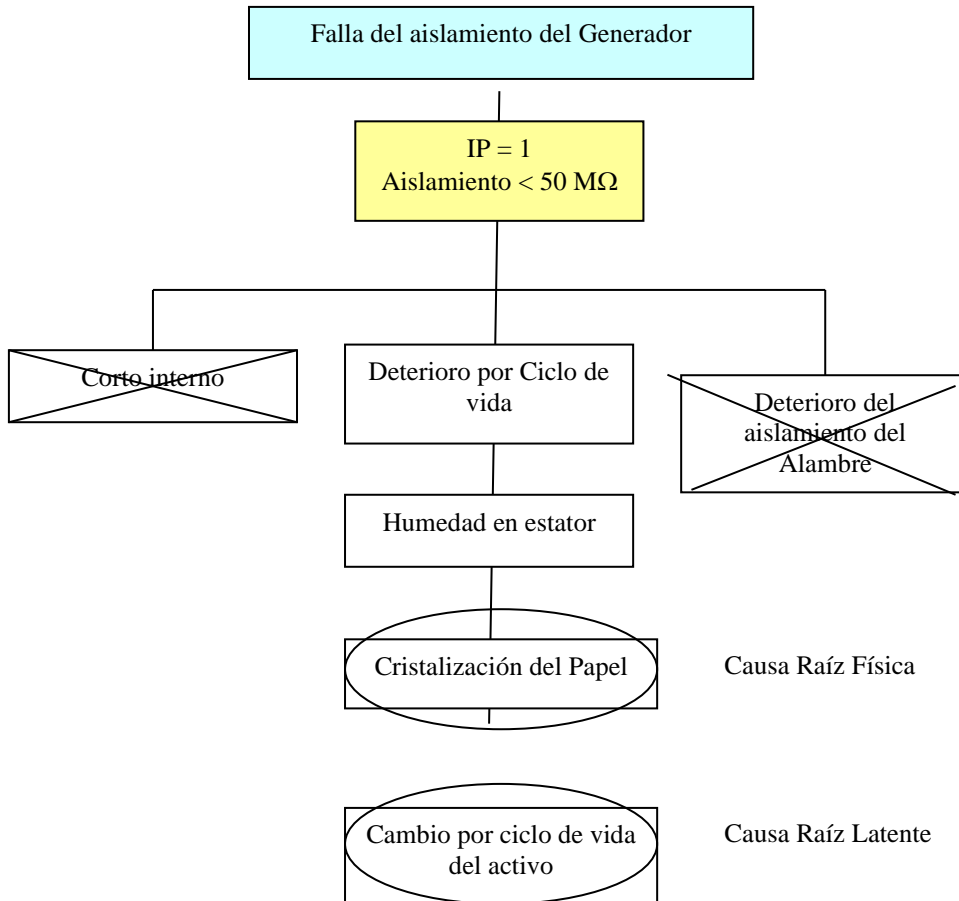 Falla del aislamiento del Generador
IP = 1
Aislamiento < 50 MΩ
Corto interno
Deterioro por Ciclo de
vida
Deterioro del
aislamiento del
Alambre
Humedad en estator
Cristalización del Papel
Causa Raíz Física
Cambio por ciclo de vida
del activo
Causa Raíz Latente